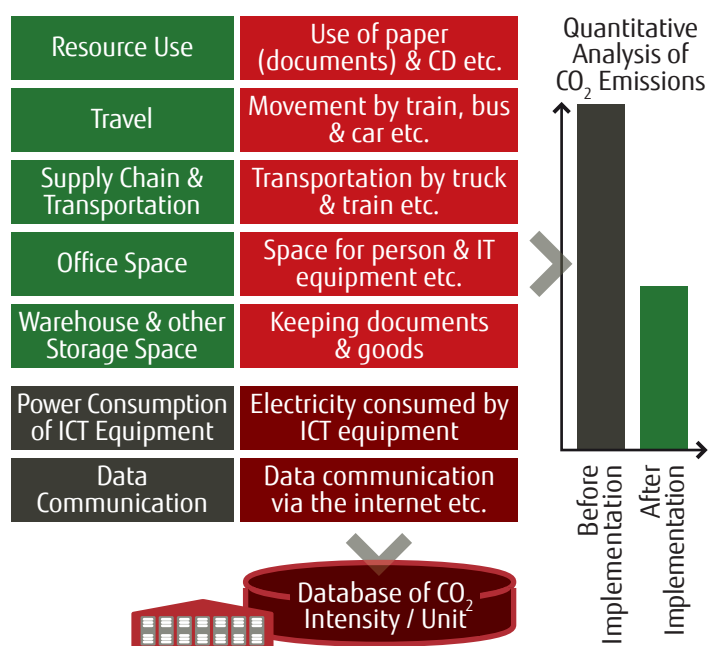 Resource Use
Use of paper
(documents) & CD etc.
Travel
Movement by train, bus
& car etc.
Supply Chain &
Transportation
Transportation by truck
& train etc.
Office Space
Space for person & IT
equipment etc.
Warehouse & other
Storage Space
Keeping documents
& goods
Power Consumption
of ICT Equipment
Electricity consumed by
ICT equipment
Data
Communication
Data communication
via the internet etc.
Database of CO₂
Intensity / Unit
Quantitative
Analysis of
CO₂ Emissions
Before
Implementation
After
Implementation